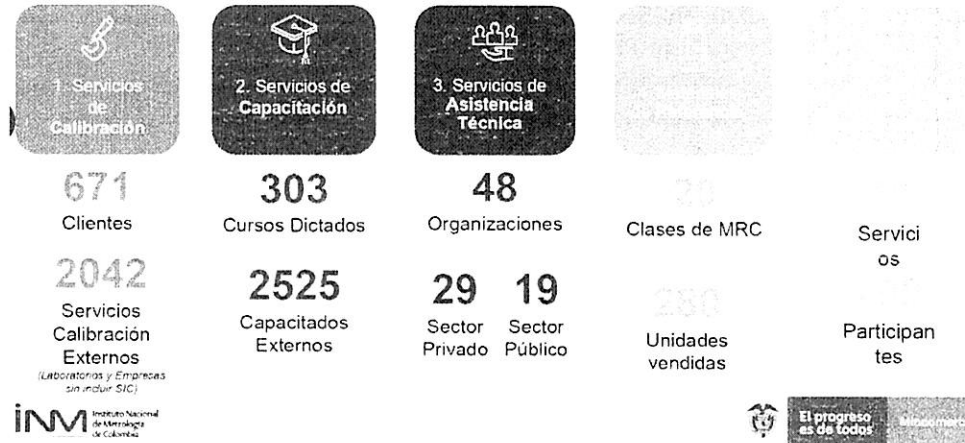 1. Servicios
de
Calibración
671
Clientes
2042
Servicios
Calibración
Externos
(Laboratorios y Empresas
sin incluir SIC)
2. Servicios de
Capacitación
303
Cursos Dictados
2525
Capacitados
Externos
3. Servicios de
Asistencia
Técnica
48
Organizaciones
29
Sector
Privado
19
Sector
Público
20
Clases de MRC
280
Unidades
vendidas
Servici
os
Participan
tes
INM
Instituto Nacional
de Metrología
de Colombia
El progreso
es de todos
Mincomercio